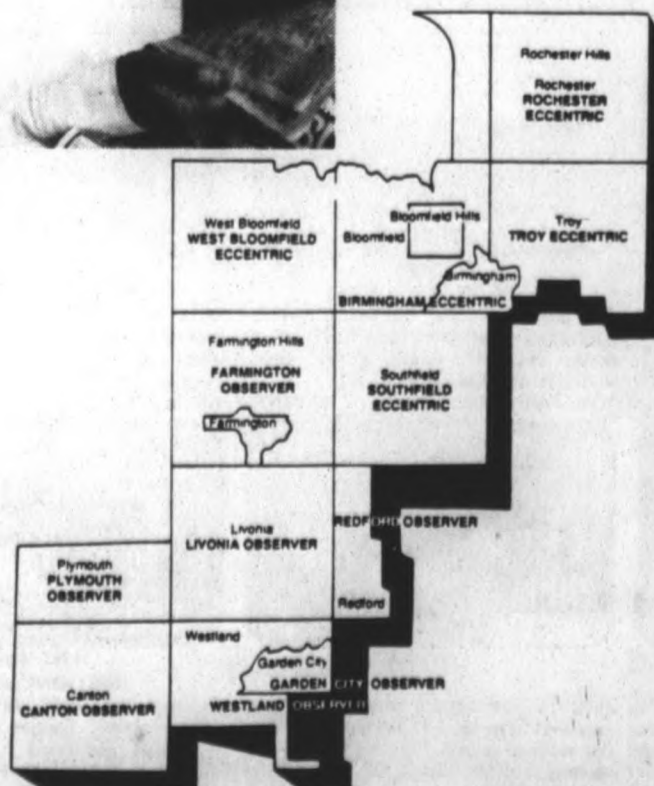 Rochester Hills
Rochester
ROCHESTER
ECCENTRIC
West Bloomfield
WEST BLOOMFIELD
ECCENTRIC
Bloomfield Hills
Bloomfield
Birmingham
BIRMINGHAM ECCENTRIC
Troy
TROY ECCENTRIC
Farmington Hills
FARMINGTON
OBSERVER
Farmington
Southfield
SOUTHFIELD
ECCENTRIC
Livonia
LIVONIA OBSERVER
REDFORD OBSERVER
Redford
Plymouth
PLYMOUTH
OBSERVER
Westland
Garden City
GARDEN CITY OBSERVER
WESTLAND OBSERVER
Canton
CANTON OBSERVER